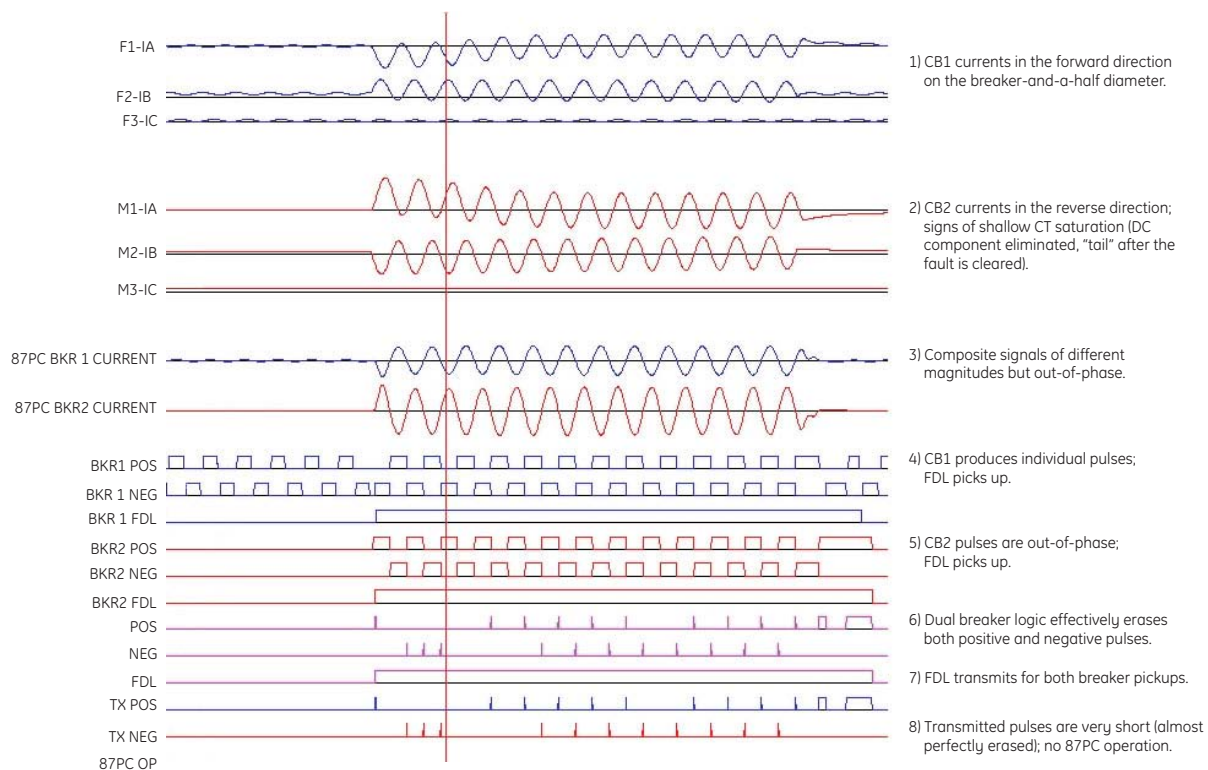 F1-IA
F2-IB
F3-IC
1) CB1 currents in the forward direction
on the breaker-and-a-half diameter.
M1-IA
M2-IB
M3-IC
2) CB2 currents in the reverse direction;
signs of shallow CT saturation (DC
component eliminated, “tail” after the
fault is cleared).
87PC BKR 1 CURRENT
87PC BKR2 CURRENT
3) Composite signals of different
magnitudes but out-of-phase.
BKR1 POS
BKR 1 NEG
BKR 1 FDL
4) CB1 produces individual pulses;
FDL picks up.
BKR2 POS
BKR2 NEG
BKR2 FDL
5) CB2 pulses are out-of-phase;
FDL picks up.
POS
NEG
6) Dual breaker logic effectively erases
both positive and negative pulses.
FDL
7) FDL transmits for both breaker pickups.
TX POS
TX NEG
87PC OP
8) Transmitted pulses are very short (almost
perfectly erased); no 87PC operation.